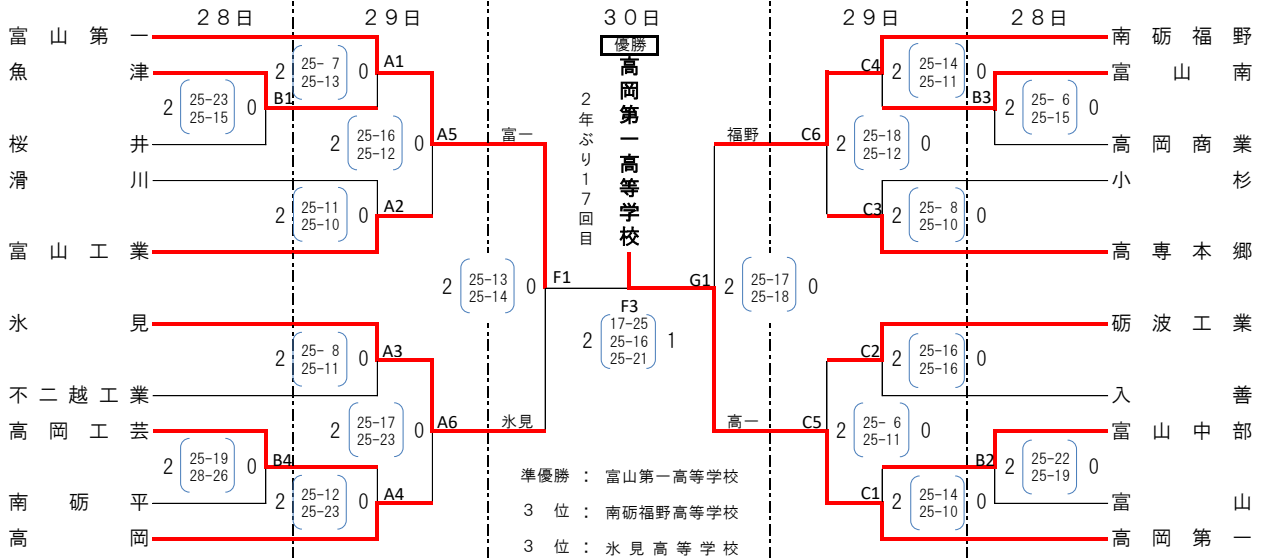 28日 29日 30日 29日 28日
優勝
高岡第一高等学校
2年ぶり17回目
富山第一
魚津
桜井
滑川
富山工業
氷見
不二越工業
高岡工芸
南砺平
高岡
2 25-23 25-15 0 B1
2 25-19 28-26 0 B4
2 25- 7 25-13 0 A1
2 25-11 25-10 0 A2
2 25- 8 25-11 0 A3
2 25-12 25-23 0 A4
2 25-16 25-12 0 A5
2 25-17 25-23 0 A6
富一
氷見
2 25-13 25-14 0 F1
F3
2 17-25 25-16 25-21 1
G1 2 25-17 25-18 0
福野
高一
C6 2 25-18 25-12 0
C5 2 25- 6 25-11 0
C4 2 25-14 25-11 0
C3 2 25- 8 25-10 0
C2 2 25-16 25-16 0
C1 2 25-14 25-10 0
B3 2 25- 6 25-15 0
B2 2 25-22 25-19 0
南砺福野
富山南
高岡商業
小杉
高専本郷
砺波工業
入善
富山中部
富山
高岡第一
準優勝 : 富山第一高等学校
3 位 : 南砺福野高等学校
3 位 : 氷見高等学校